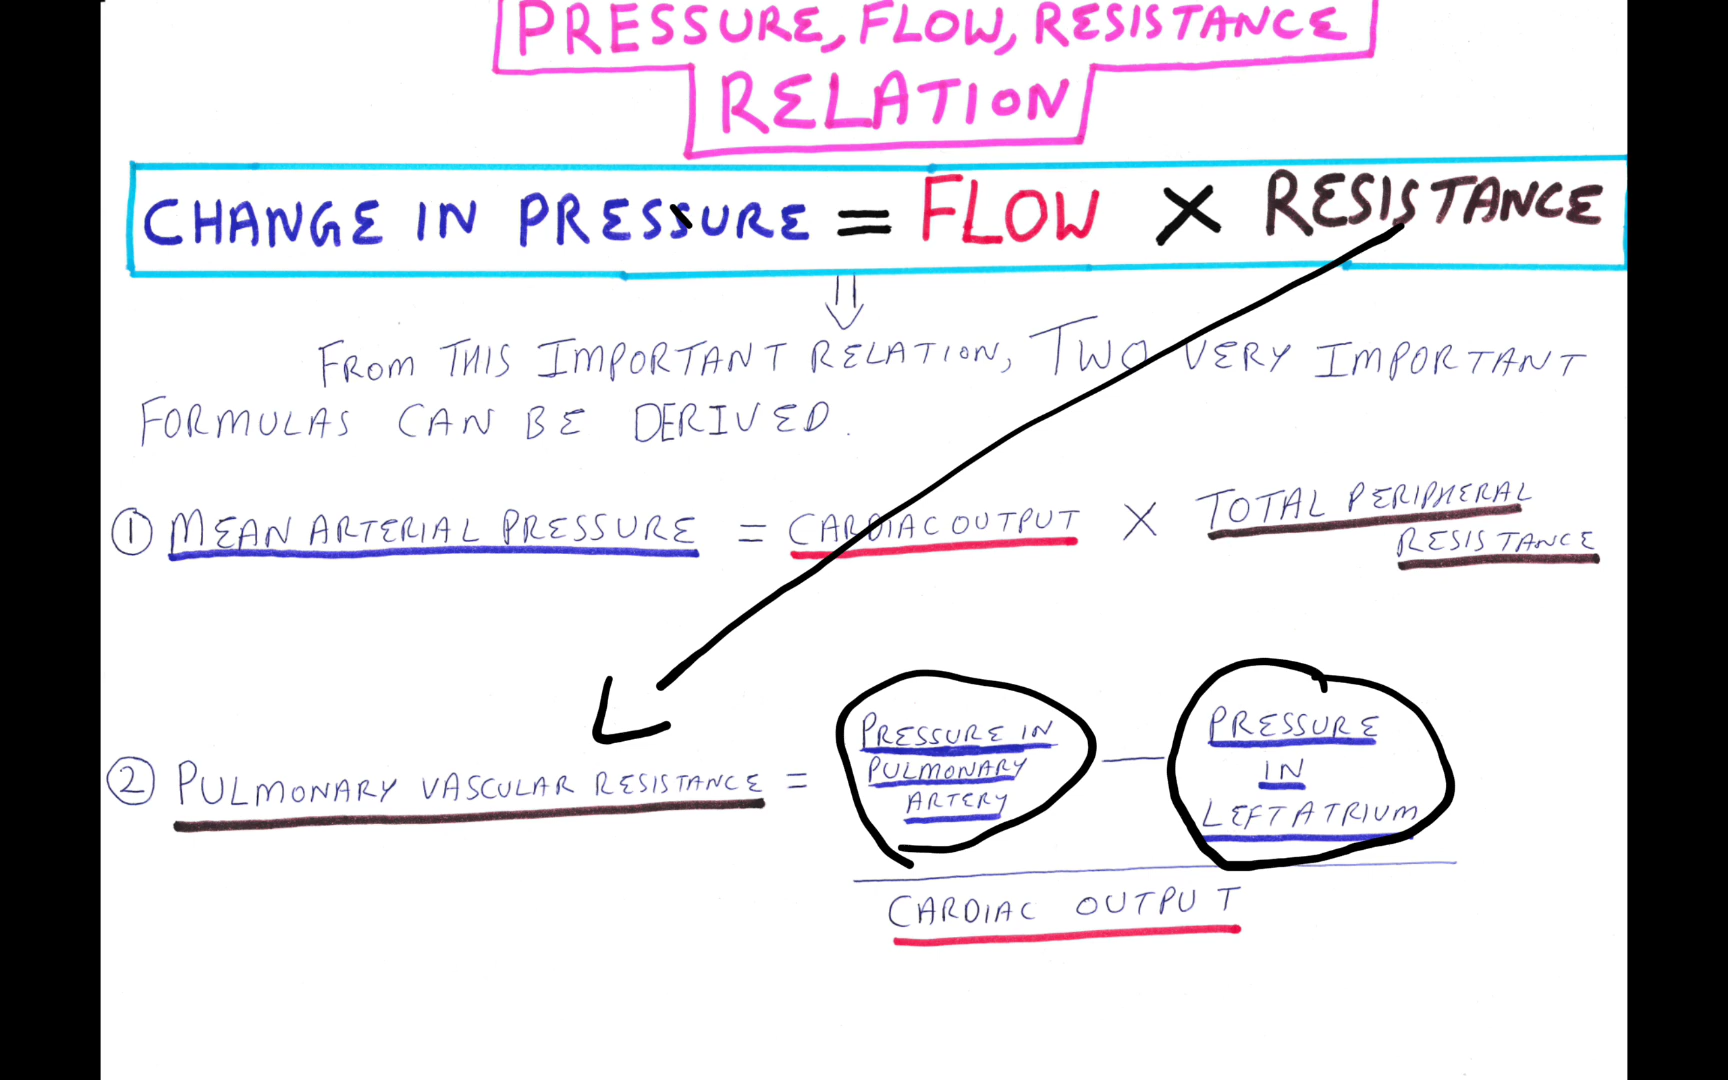 PRESSURE, FLOW, RESISTANCE
RELATION
CHANGE IN PRESSURE = FLOW X RESISTANCE
FROM THIS IMPORTANT RELATION, TWO VERY IMPORTANT
FORMULAS CAN BE DERIVED.
① MEAN ARTERIAL PRESSURE = CARDIAC OUTPUT X TOTAL PERIPHERAL
RESISTANCE
② PULMONARY VASCULAR RESISTANCE = PRESSURE IN PULMONARY ARTERY — PRESSURE IN LEFT ATRIUM
CARDIAC OUTPUT